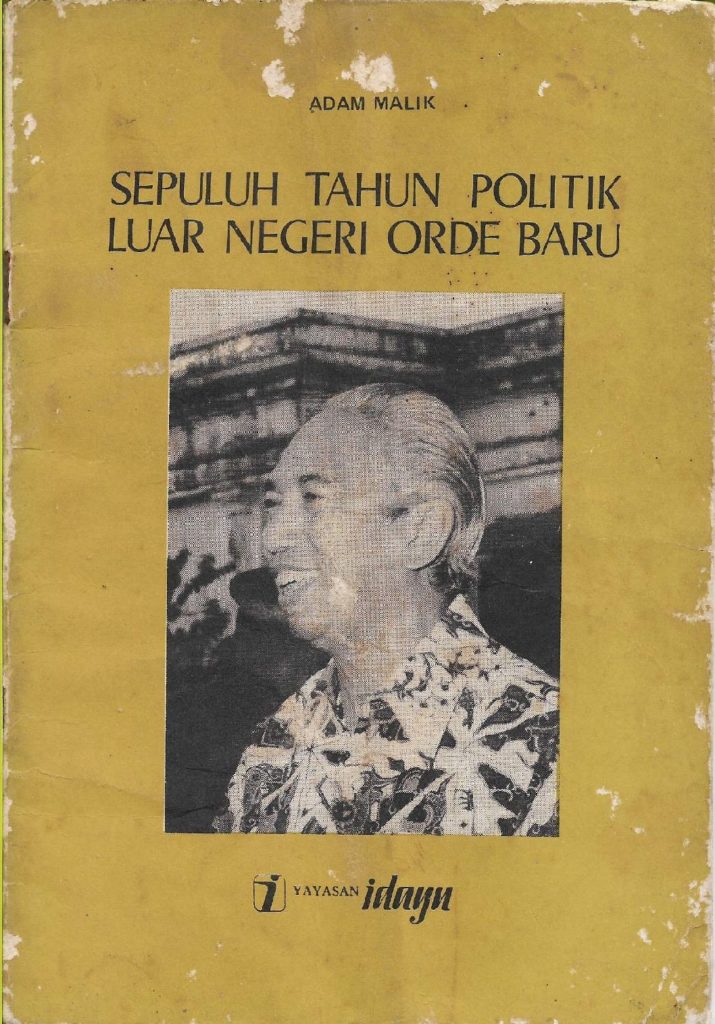 ADAM MALIK
SEPULUH TAHUN POLITIK
LUAR NEGERI ORDE BARU
i YAYASAN idayu